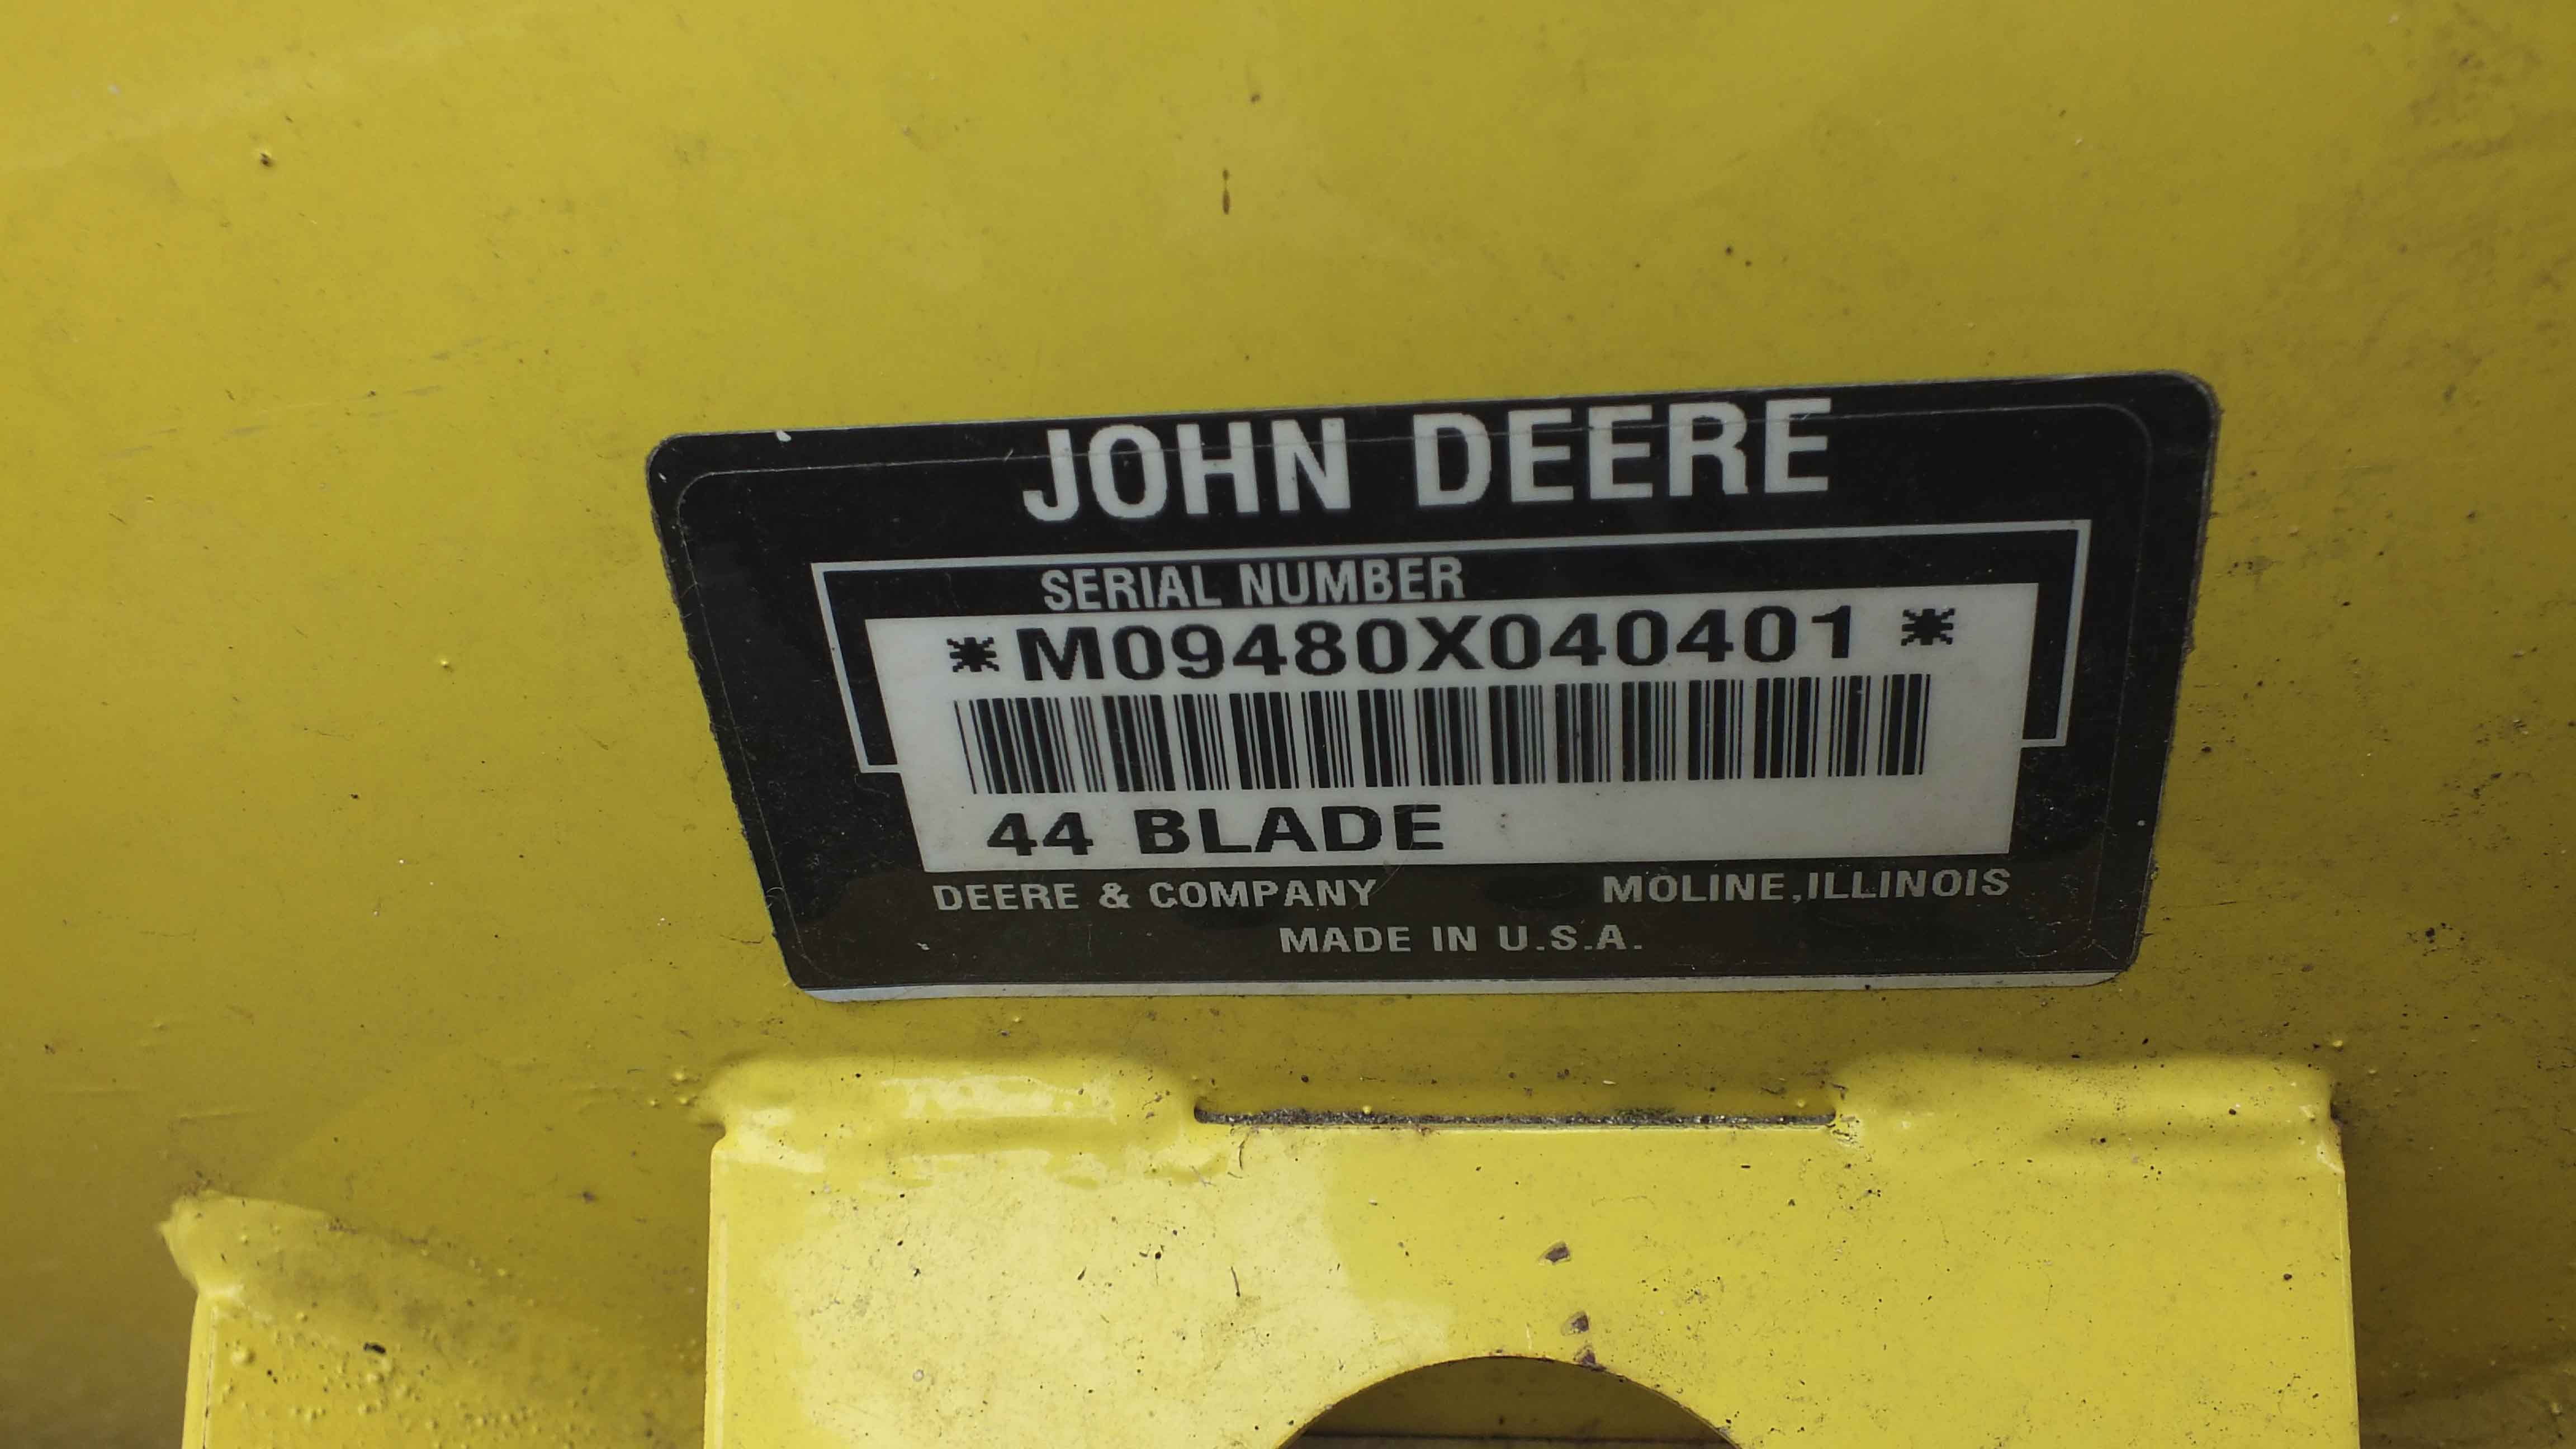 JOHN DEERE
SERIAL NUMBER
*M09480X040401*
44 BLADE
DEERE & COMPANY MOLINE,ILLINOIS
MADE IN U.S.A.